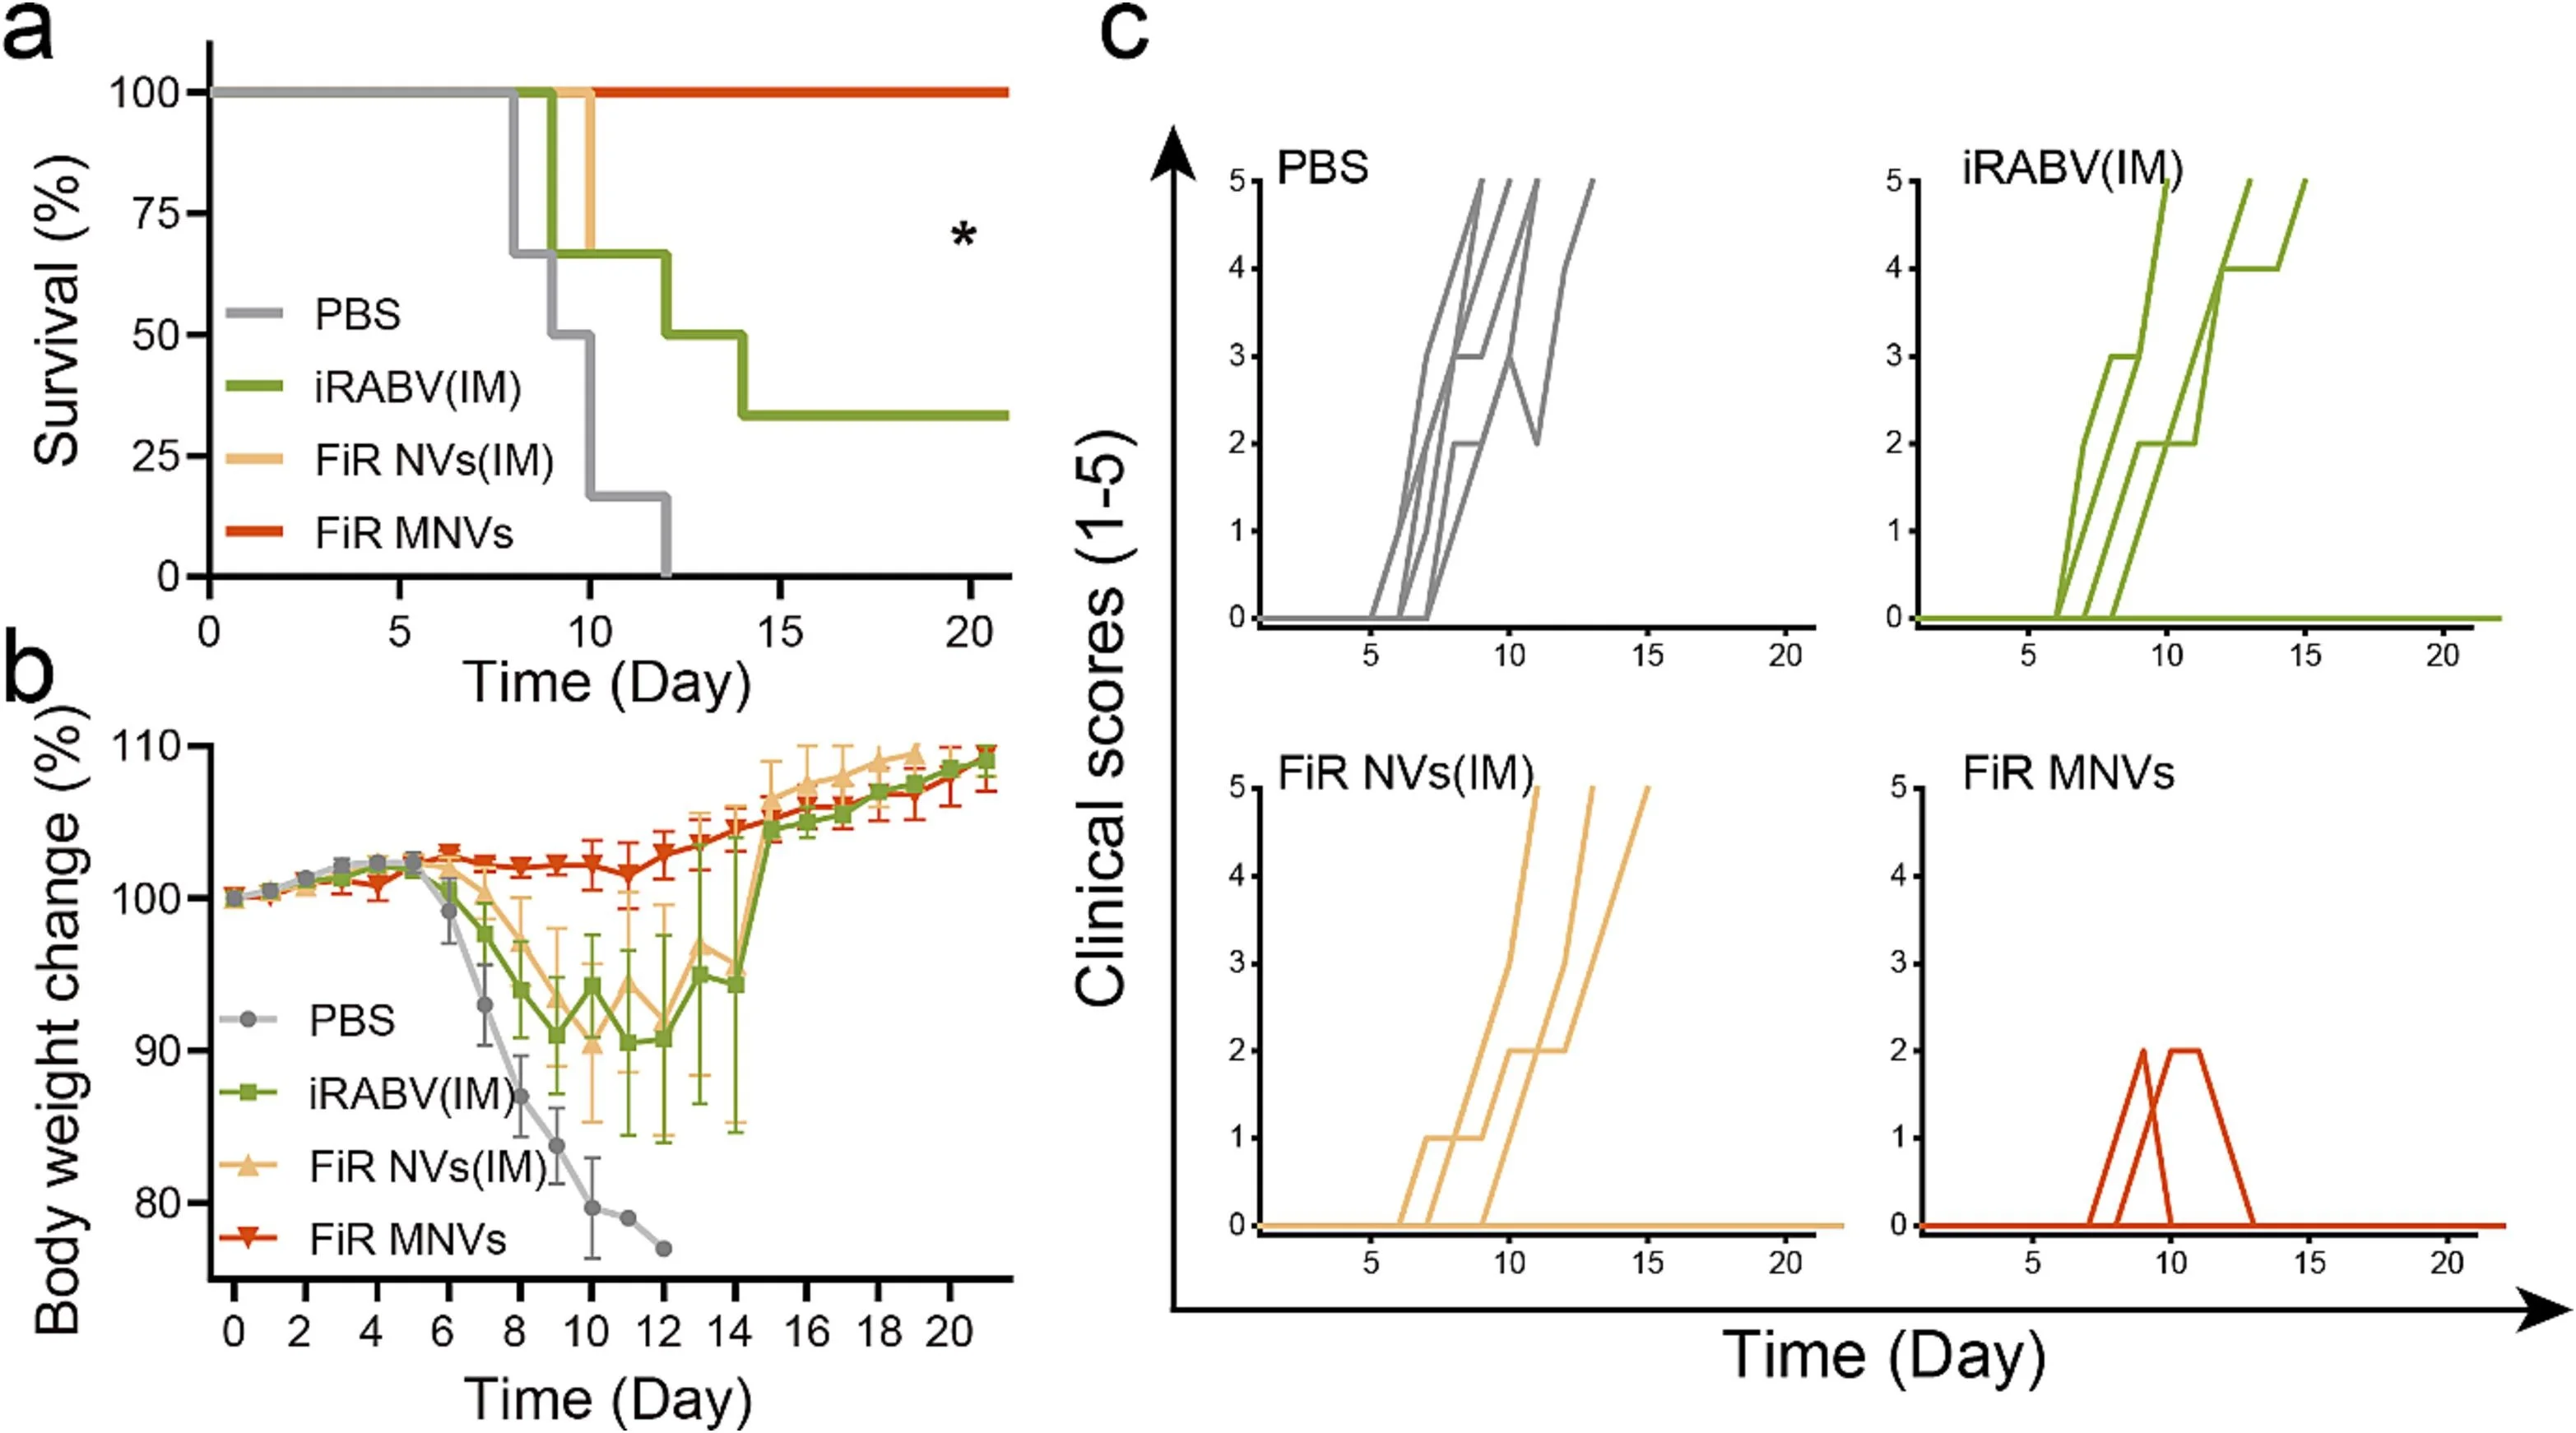 a
100
75
50
25
0
Survival (%)
*
PBS
iRABV(IM)
FiR NVs(IM)
FiR MNVs
0 5 10 15 20
Time (Day)
b
110
100
90
80
Body weight change (%)
PBS
iRABV(IM)
FiR NVs(IM)
FiR MNVs
0 2 4 6 8 10 12 14 16 18 20
Time (Day)
c
Clinical scores (1-5)
PBS
5
4
3
2
1
0
5 10 15 20
iRABV(IM)
5
4
3
2
1
0
5 10 15 20
FiR NVs(IM)
5
4
3
2
1
0
5 10 15 20
FiR MNVs
5
4
3
2
1
0
5 10 15 20
Time (Day)